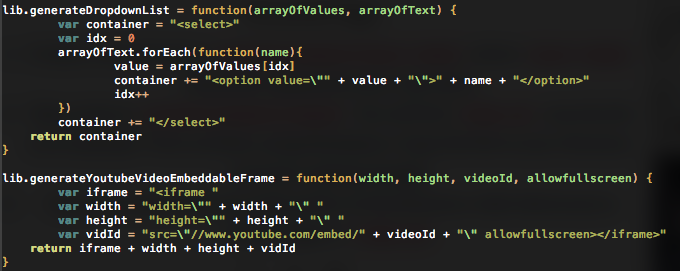 lib.generateDropdownList = function(arrayOfValues, arrayOfText) {
var container = "<select>"
var idx = 0
arrayOfText.forEach(function(name){
value = arrayOfValues[idx]
container += "<option value=\"" + value + "\">" + name + "</option>"
idx++
})
container += "</select>"
return container
}
lib.generateYoutubeVideoEmbeddableFrame = function(width, height, videoId, allowfullscreen) {
var iframe = "<iframe "
var width = "width=\"" + width + "\" "
var height = "height=\"" + height + "\" "
var vidId = "src=\"//www.youtube.com/embed/" + videoId + "\" allowfullscreen></iframe>"
return iframe + width + height + vidId
}